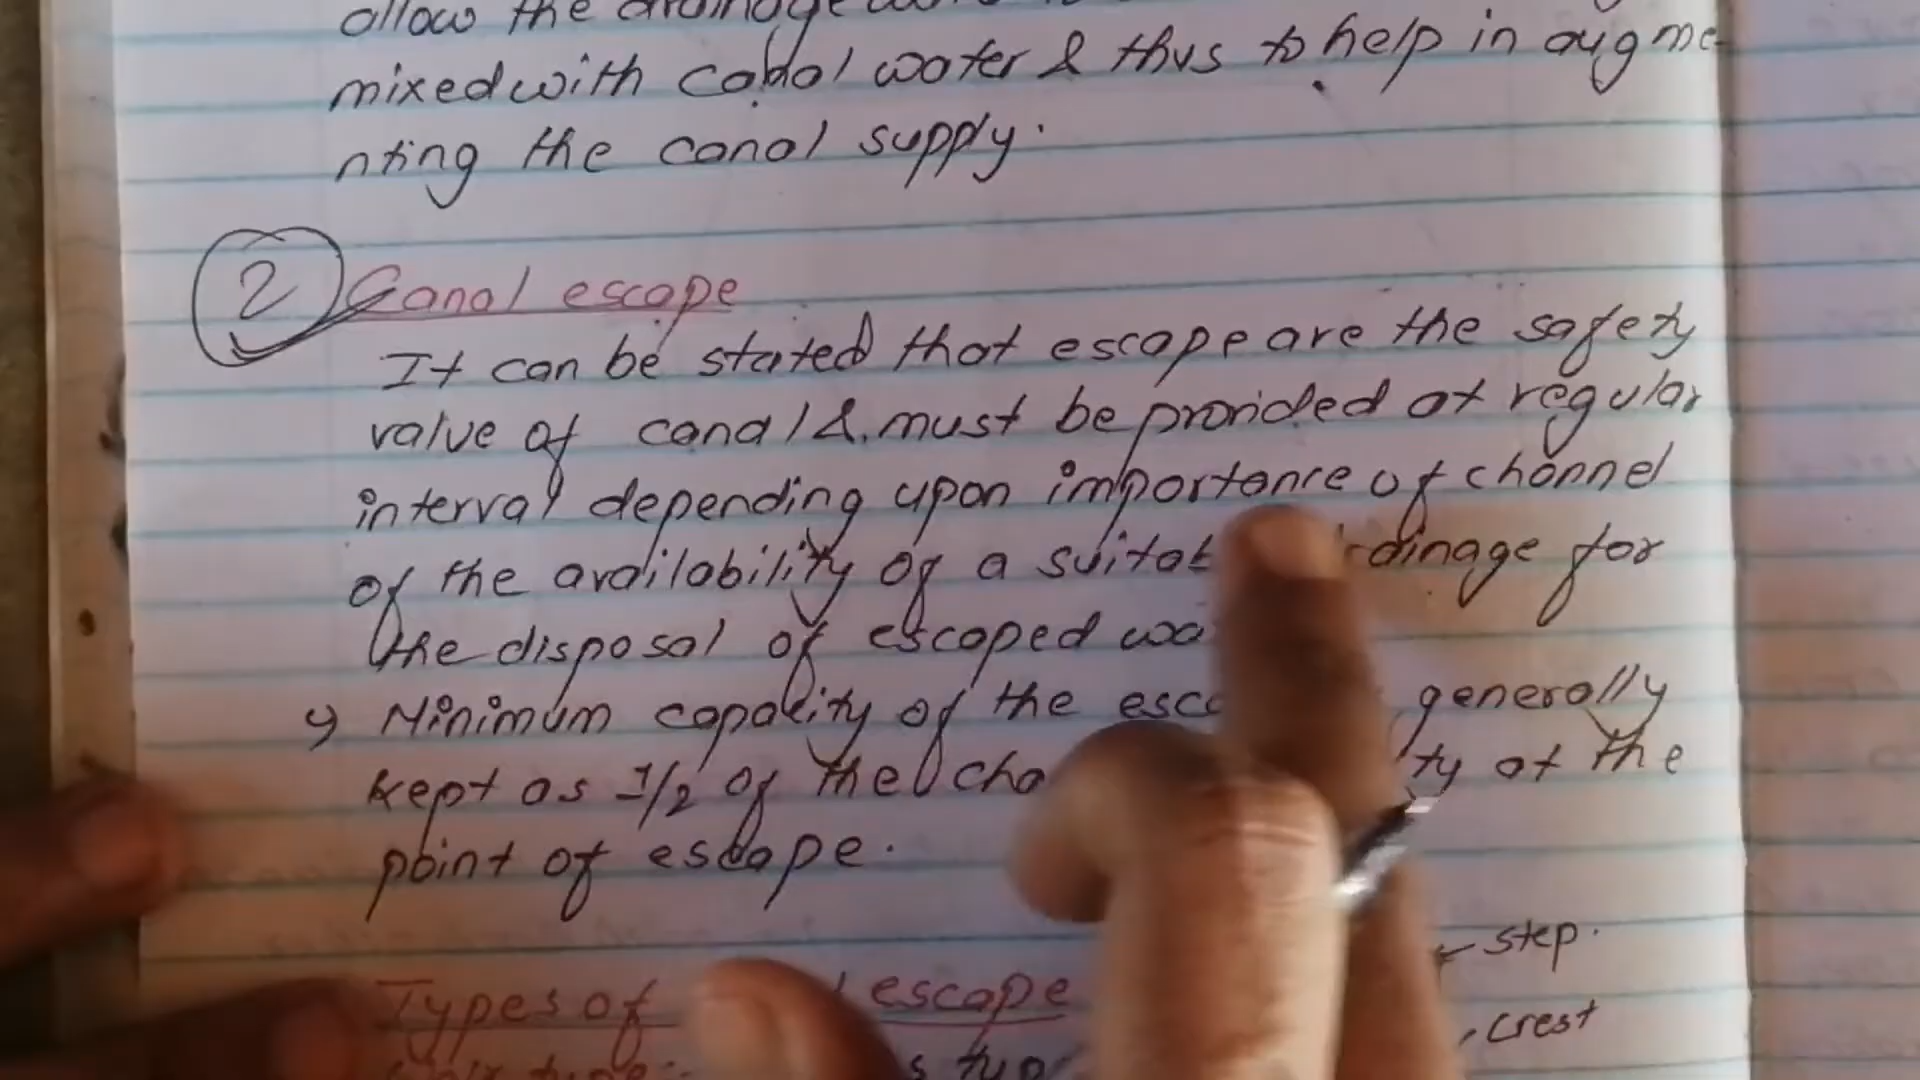 allow the drainage
mixed with canal water & thus to help in augme-
nting the canal supply.
2 Canal escape
It can be stated that escape are the safety
value of canal & must be provided at regular
interval depending upon importance of channel
of the availability of a suitab drainage for
the disposal of escaped wa
Minimum capacity of the esca generally
kept as 1/2 of the cha ty at the
point of escape.
step.
Types of escape
crest